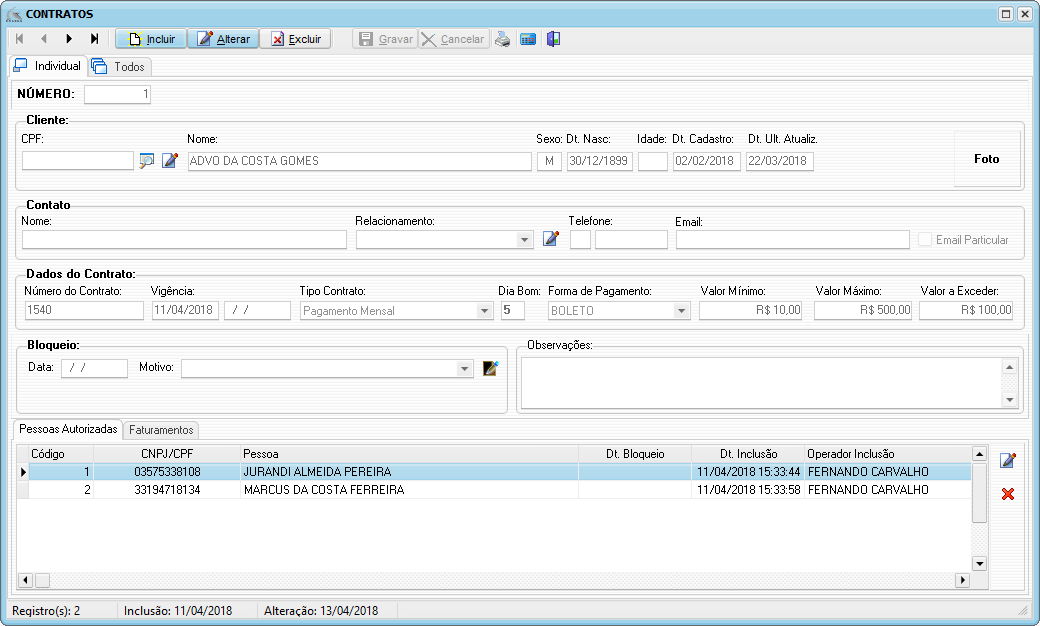 CONTRATOS
Incluir Alterar Excluir Gravar Cancelar
Individual Todos
NÚMERO: 1
Cliente:
CPF: Nome: Sexo: Dt. Nasc: Idade: Dt. Cadastro: Dt. Ult. Atualiz.
ADVO DA COSTA GOMES M 30/12/1899 02/02/2018 22/03/2018
Foto
Contato
Nome: Relacionamento: Telefone: Email:
Email Particular
Dados do Contrato:
Número do Contrato: Vigência: Tipo Contrato: Dia Bom: Forma de Pagamento: Valor Mínimo: Valor Máximo: Valor a Exceder:
1540 11/04/2018 / / Pagamento Mensal 5 BOLETO R$ 10,00 R$ 500,00 R$ 100,00
Bloqueio: Observações:
Data: / / Motivo:
Pessoas Autorizadas Faturamentos
Código CNPJ/CPF Pessoa Dt. Bloqueio Dt. Inclusão Operador Inclusão
1 03575338108 JURANDI ALMEIDA PEREIRA 11/04/2018 15:33:44 FERNANDO CARVALHO
2 33194718134 MARCUS DA COSTA FERREIRA 11/04/2018 15:33:58 FERNANDO CARVALHO
Registro(s): 2 Inclusão: 11/04/2018 Alteração: 13/04/2018